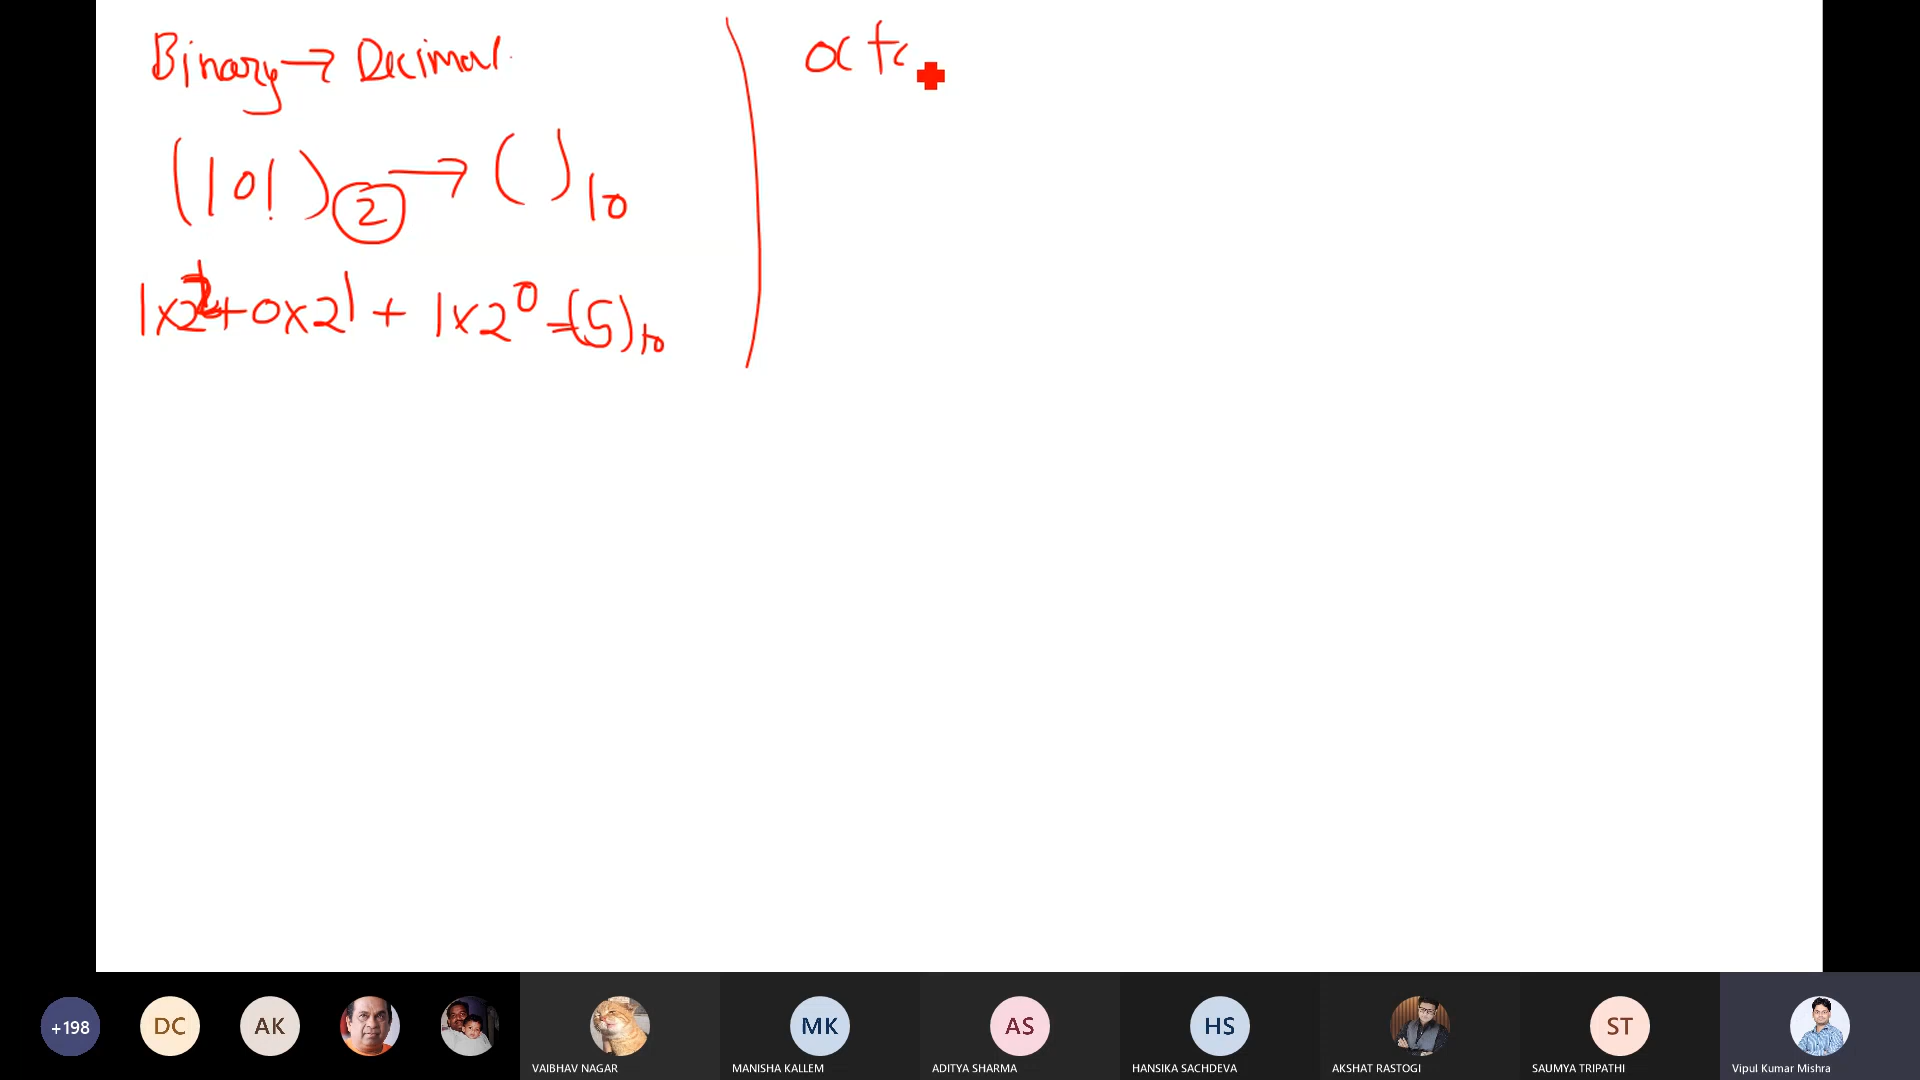 Binary → Decimal
(101)₂ → ( )₁₀
1x2²+0x2¹ + 1x2⁰ = (5)₁₀
octa
+198
DC
AK
MK
AS
HS
ST
VAIBHAV NAGAR
MANISHA KALLEM
ADITYA SHARMA
HANSIKA SACHDEVA
AKSHAT RASTOGI
SAUMYA TRIPATHI
Vipul Kumar Mishra